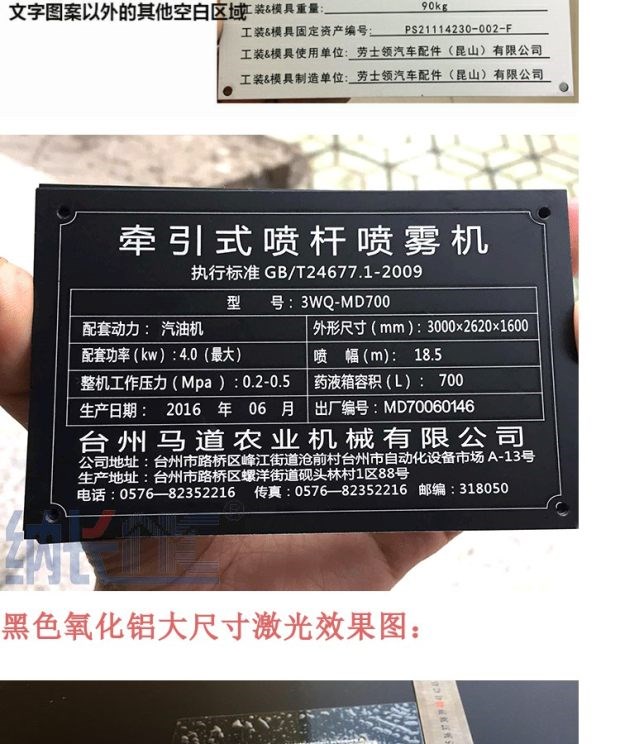 文字图案以外的其他空白区域
工装&模具重量: 90kg
工装&模具固定资产编号: PS21114230-002-F
工装&模具使用单位: 劳士领汽车配件（昆山）有限公司
工装&模具制造单位: 劳士领汽车配件（昆山）有限公司
牵引式喷杆喷雾机
执行标准 GB/T24677.1-2009
型 号: 3WQ-MD700
配套动力: 汽油机 外形尺寸(mm): 3000×2620×1600
配套功率(kw): 4.0 (最大) 喷 幅(m): 18.5
整机工作压力(Mpa): 0.2-0.5 药液箱容积(L): 700
生产日期: 2016 年 06 月 出厂编号: MD70060146
台州马道农业机械有限公司
公司地址: 台州市路桥区峰江街道沧前村台州市自动化设备市场 A-13号
生产地址: 台州市路桥区螺洋街道砚头林村1区88号
电话: 0576—82352216 传真: 0576—82352216 邮编: 318050
纳长
黑色氧化铝大尺寸激光效果图: